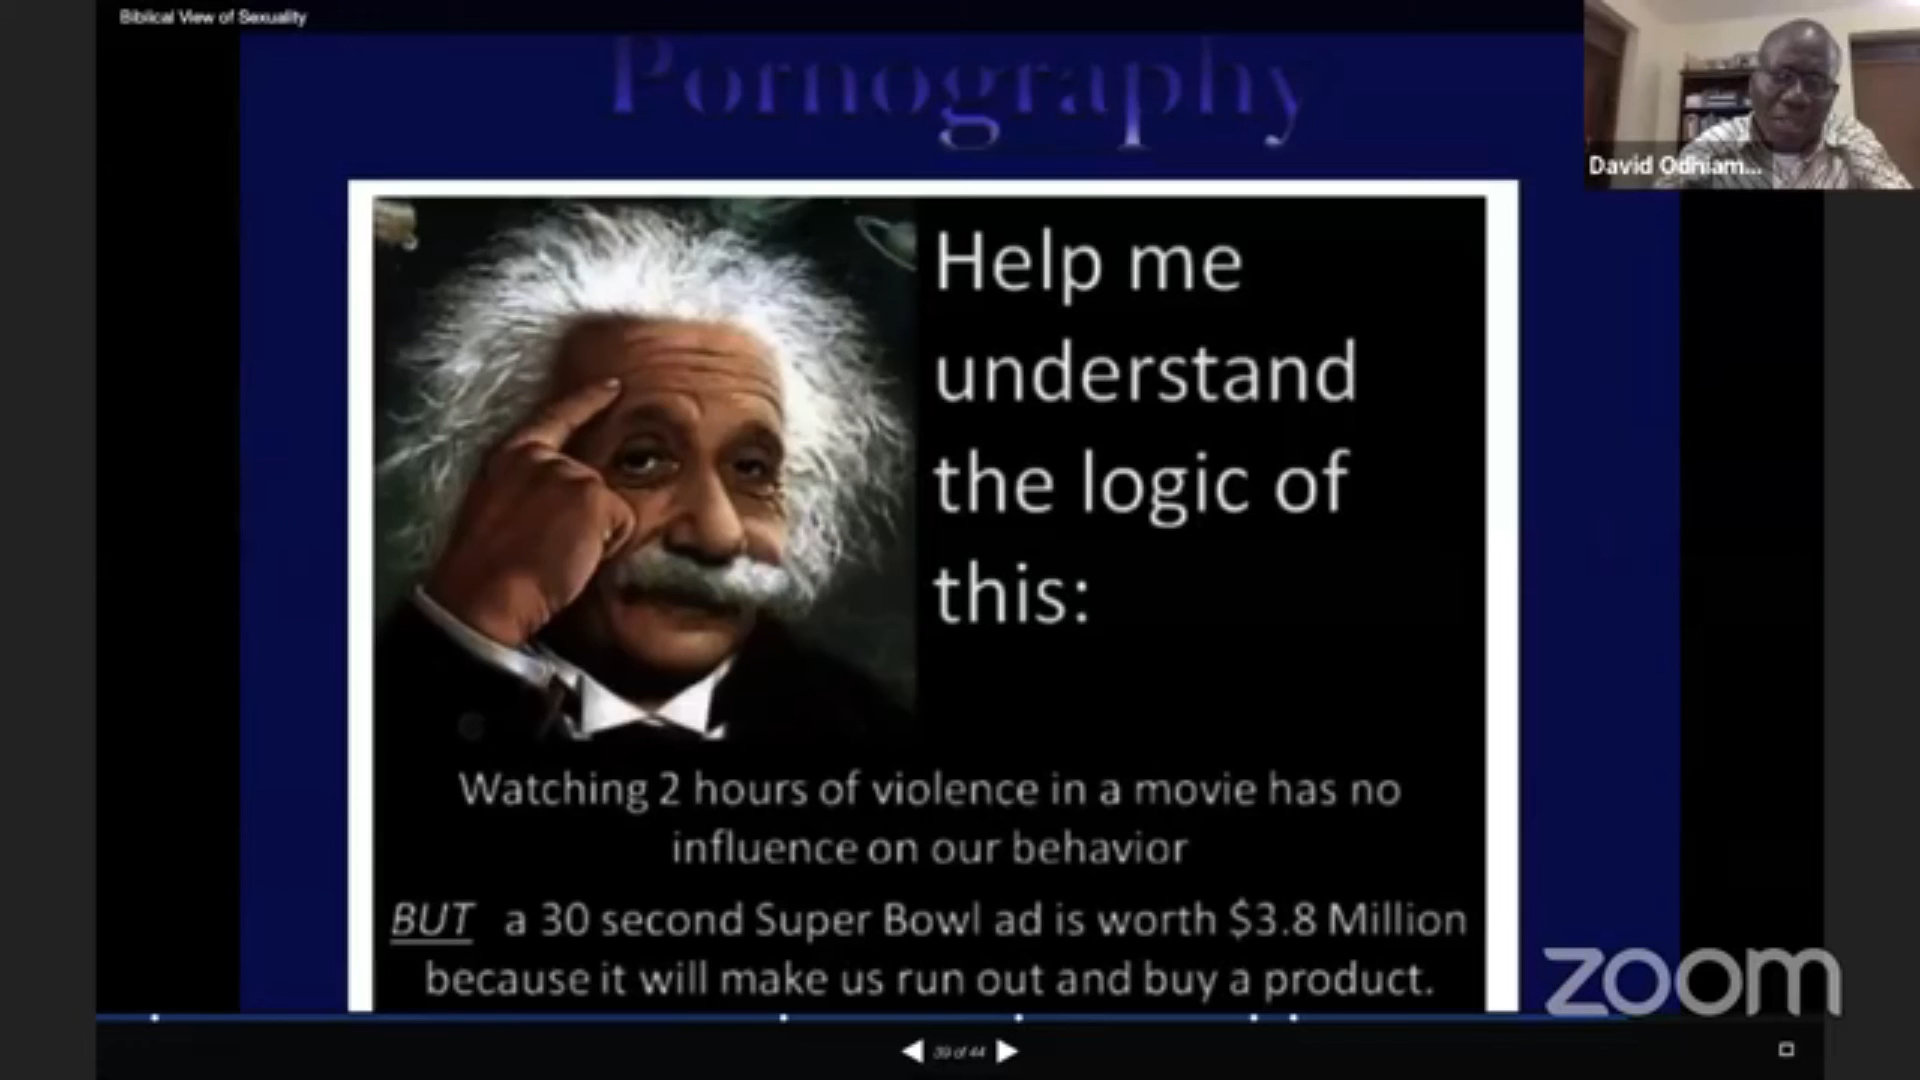 Biblical View of Sexuality
Pornography
David Odhiam...
Help me
understand
the logic of
this:
Watching 2 hours of violence in a movie has no
influence on our behavior
BUT a 30 second Super Bowl ad is worth $3.8 Million
because it will make us run out and buy a product.
zoom
39 of 44